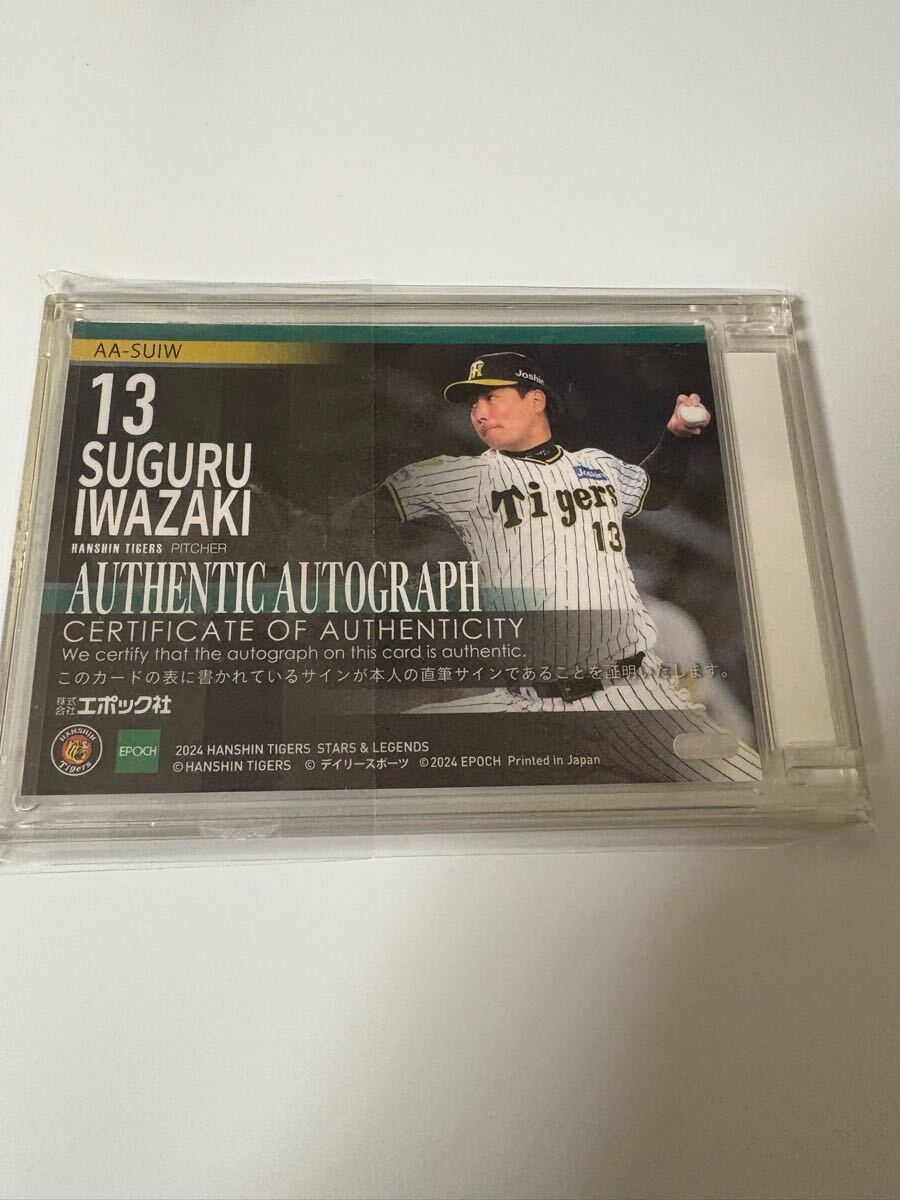 AA-SUIW
13
SUGURU
IWAZAKI
HANSHIN TIGERS PITCHER
AUTHENTIC AUTOGRAPH
CERTIFICATE OF AUTHENTICITY
We certify that the autograph on this card is authentic.
このカードの表に書かれているサインが本人の直筆サインであることを証明いたします。
株式会社エポック社
HANSHIN
Tigers
EPOCH
2024 HANSHIN TIGERS STARS & LEGENDS
©HANSHIN TIGERS © デイリースポーツ ©2024 EPOCH Printed in Japan
Joshin
Joshin
Tigers
13